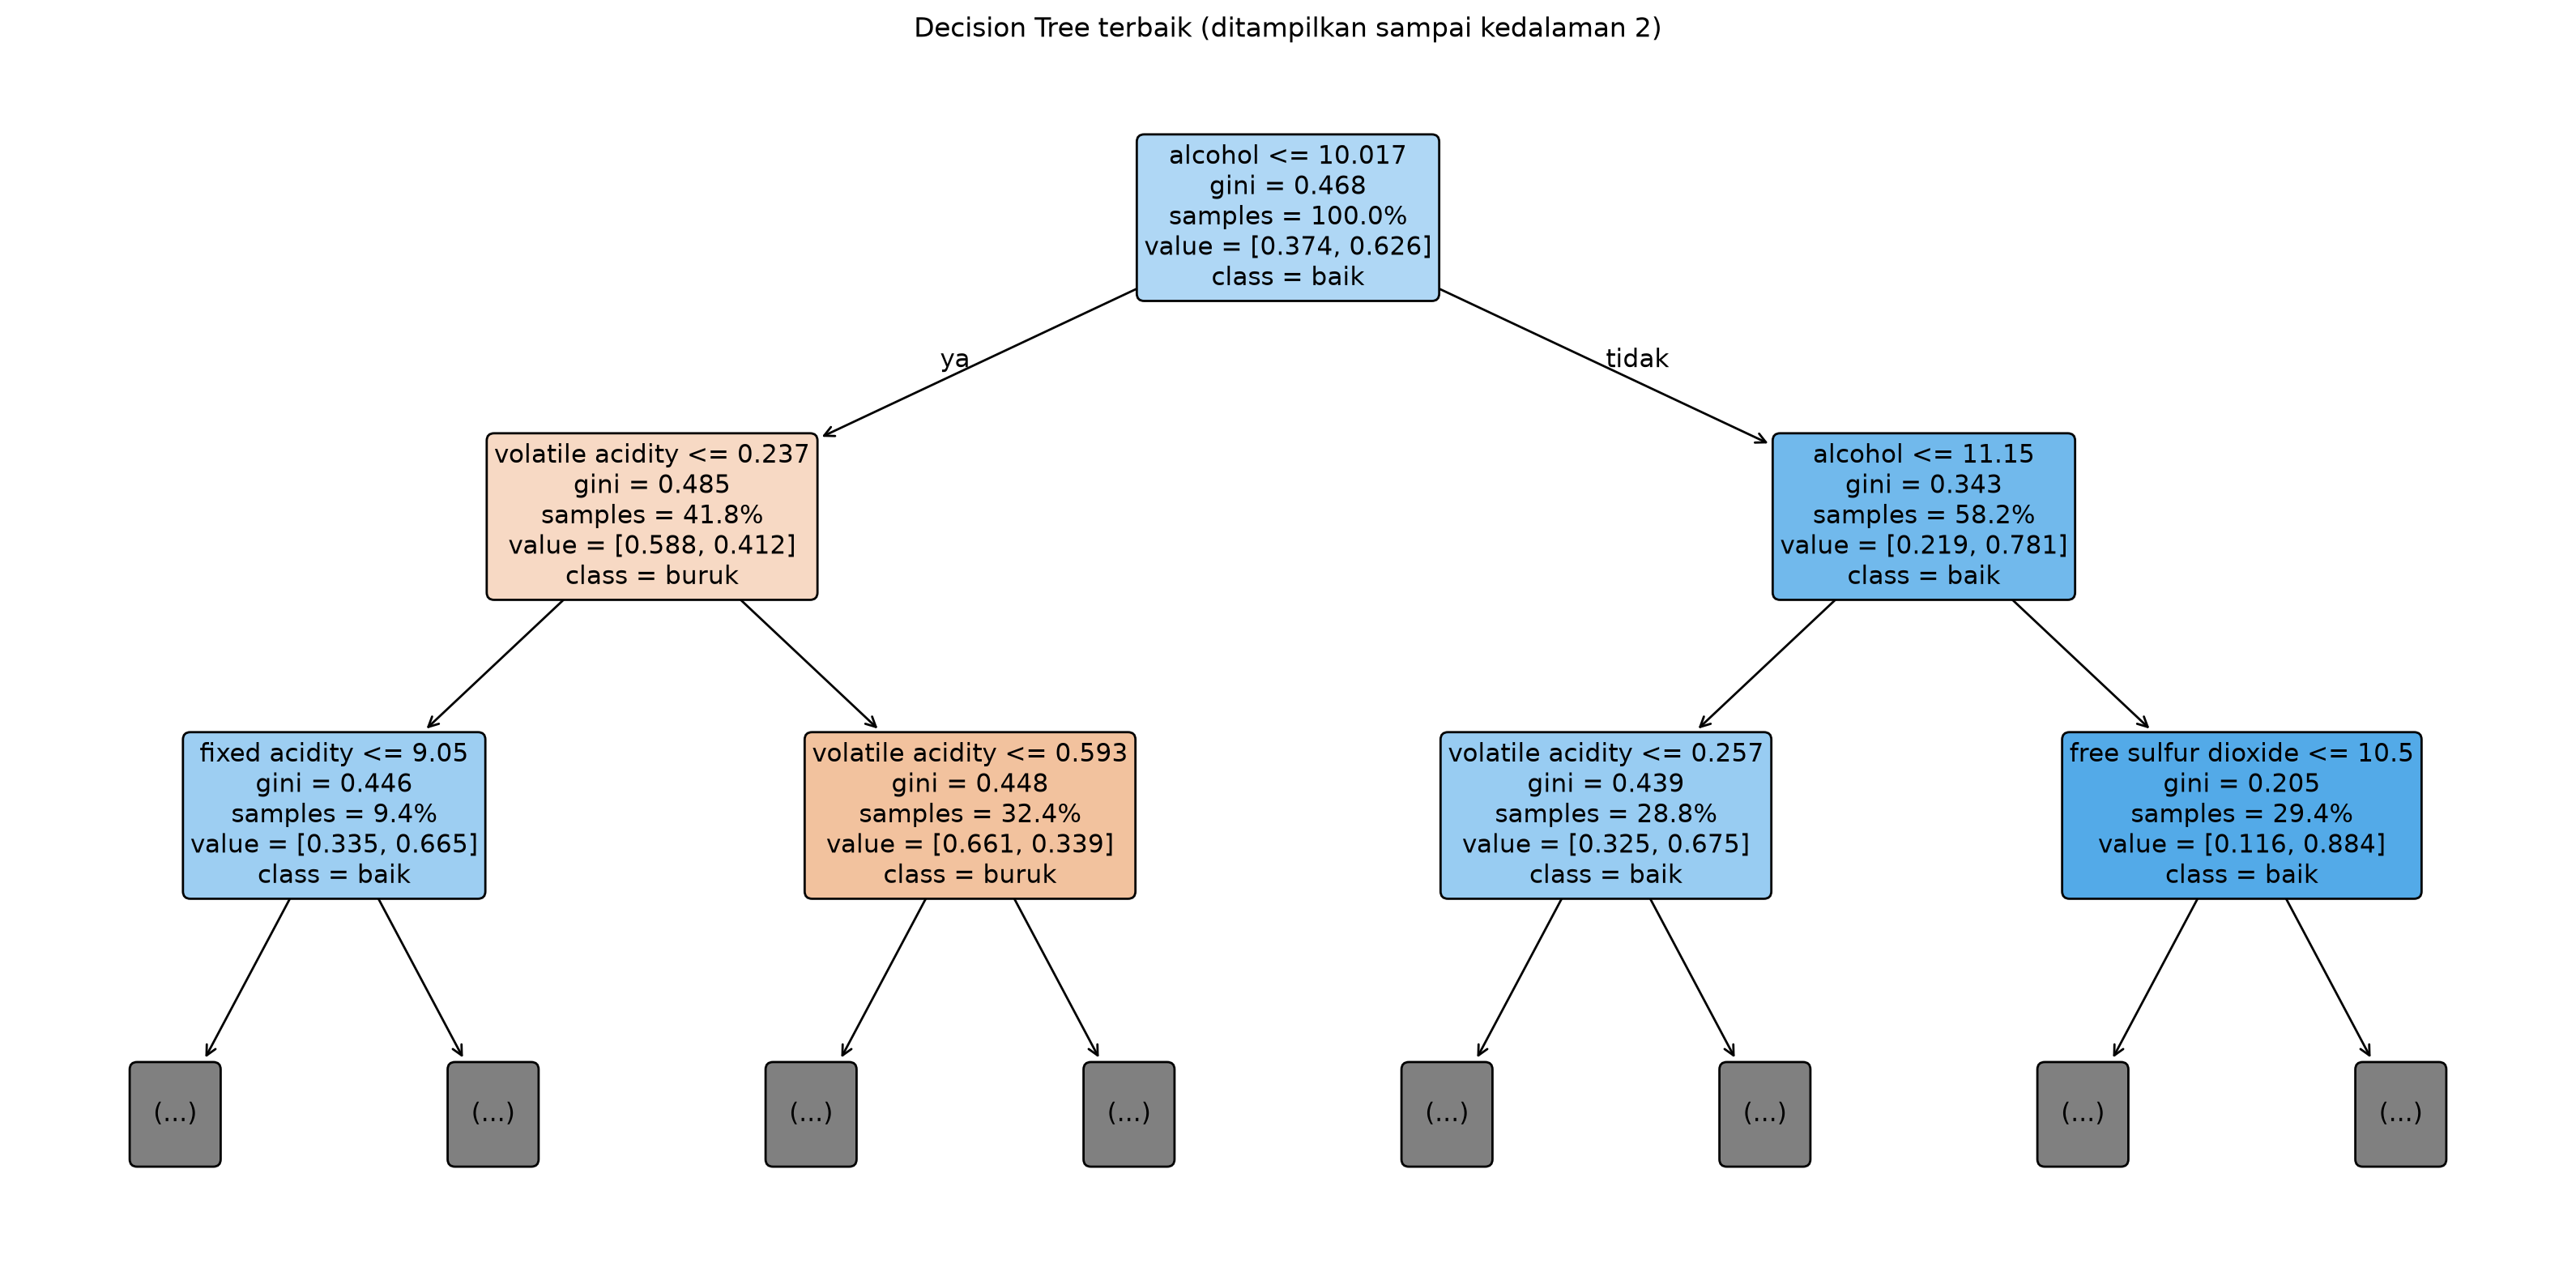 Decision Tree terbaik (ditampilkan sampai kedalaman 2)
alcohol <= 10.017
gini = 0.468
samples = 100.0%
value = [0.374, 0.626]
class = baik
ya
tidak
volatile acidity <= 0.237
gini = 0.485
samples = 41.8%
value = [0.588, 0.412]
class = buruk
alcohol <= 11.15
gini = 0.343
samples = 58.2%
value = [0.219, 0.781]
class = baik
fixed acidity <= 9.05
gini = 0.446
samples = 9.4%
value = [0.335, 0.665]
class = baik
volatile acidity <= 0.593
gini = 0.448
samples = 32.4%
value = [0.661, 0.339]
class = buruk
volatile acidity <= 0.257
gini = 0.439
samples = 28.8%
value = [0.325, 0.675]
class = baik
free sulfur dioxide <= 10.5
gini = 0.205
samples = 29.4%
value = [0.116, 0.884]
class = baik
(...)
(...)
(...)
(...)
(...)
(...)
(...)
(...)